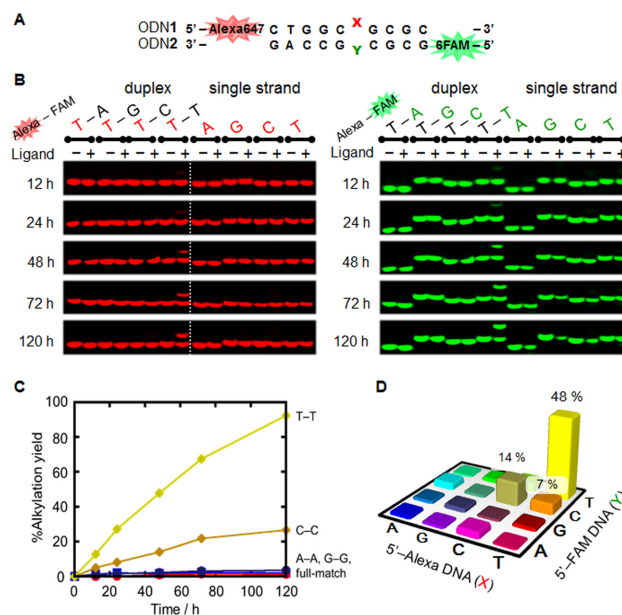 A
ODN1 5'– Alexa647 C T G G C X G C G C –3'
ODN2 3'– G A C C G Y C G C G 6FAM –5'
B
duplex single strand
Alexa–FAM T–A T–G T–C T–T A G C T
Ligand – + – + – + – + – + – + – + – +
duplex single strand
Alexa–FAM T–A T–G T–C T–T A G C T
– + – + – + – + – + – + – + – +
12 h 12 h
24 h 24 h
48 h 48 h
72 h 72 h
120 h 120 h
C
%Alkylation yield
100
80
60
40
20
0
0 20 40 60 80 100 120
Time / h
T–T
C–C
A–A, G–G,
full-match
D
48 %
14 %
7 %
A G C T
5'–Alexa DNA (X)
A G C T
5'–FAM DNA (Y)